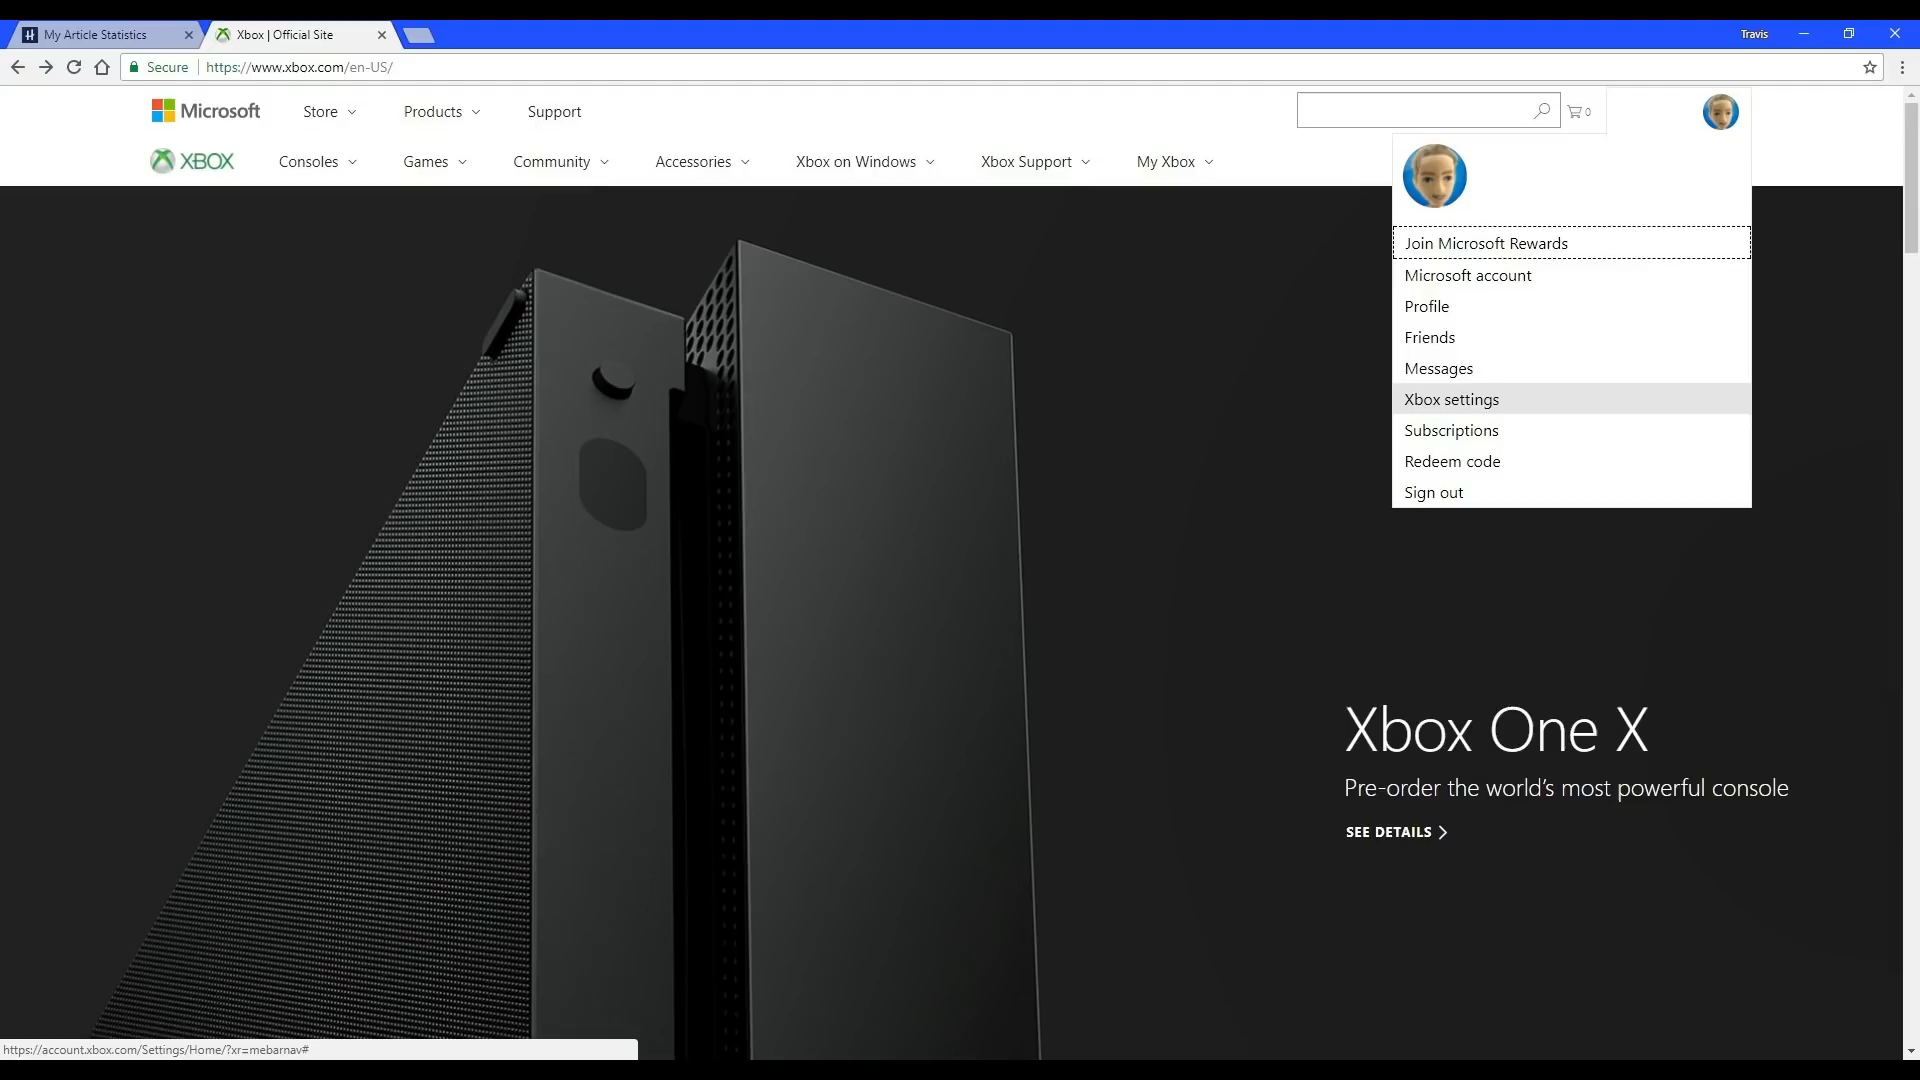 My Article Statistics
Xbox | Official Site
Travis
Secure
https://www.xbox.com/en-US/
Microsoft
Store
Products
Support
0
XBOX
Consoles
Games
Community
Accessories
Xbox on Windows
Xbox Support
My Xbox
Join Microsoft Rewards
Microsoft account
Profile
Friends
Messages
Xbox settings
Subscriptions
Redeem code
Sign out
Xbox One X
Pre-order the world’s most powerful console
SEE DETAILS
https://account.xbox.com/Settings/Home/?xr=mebarnav#